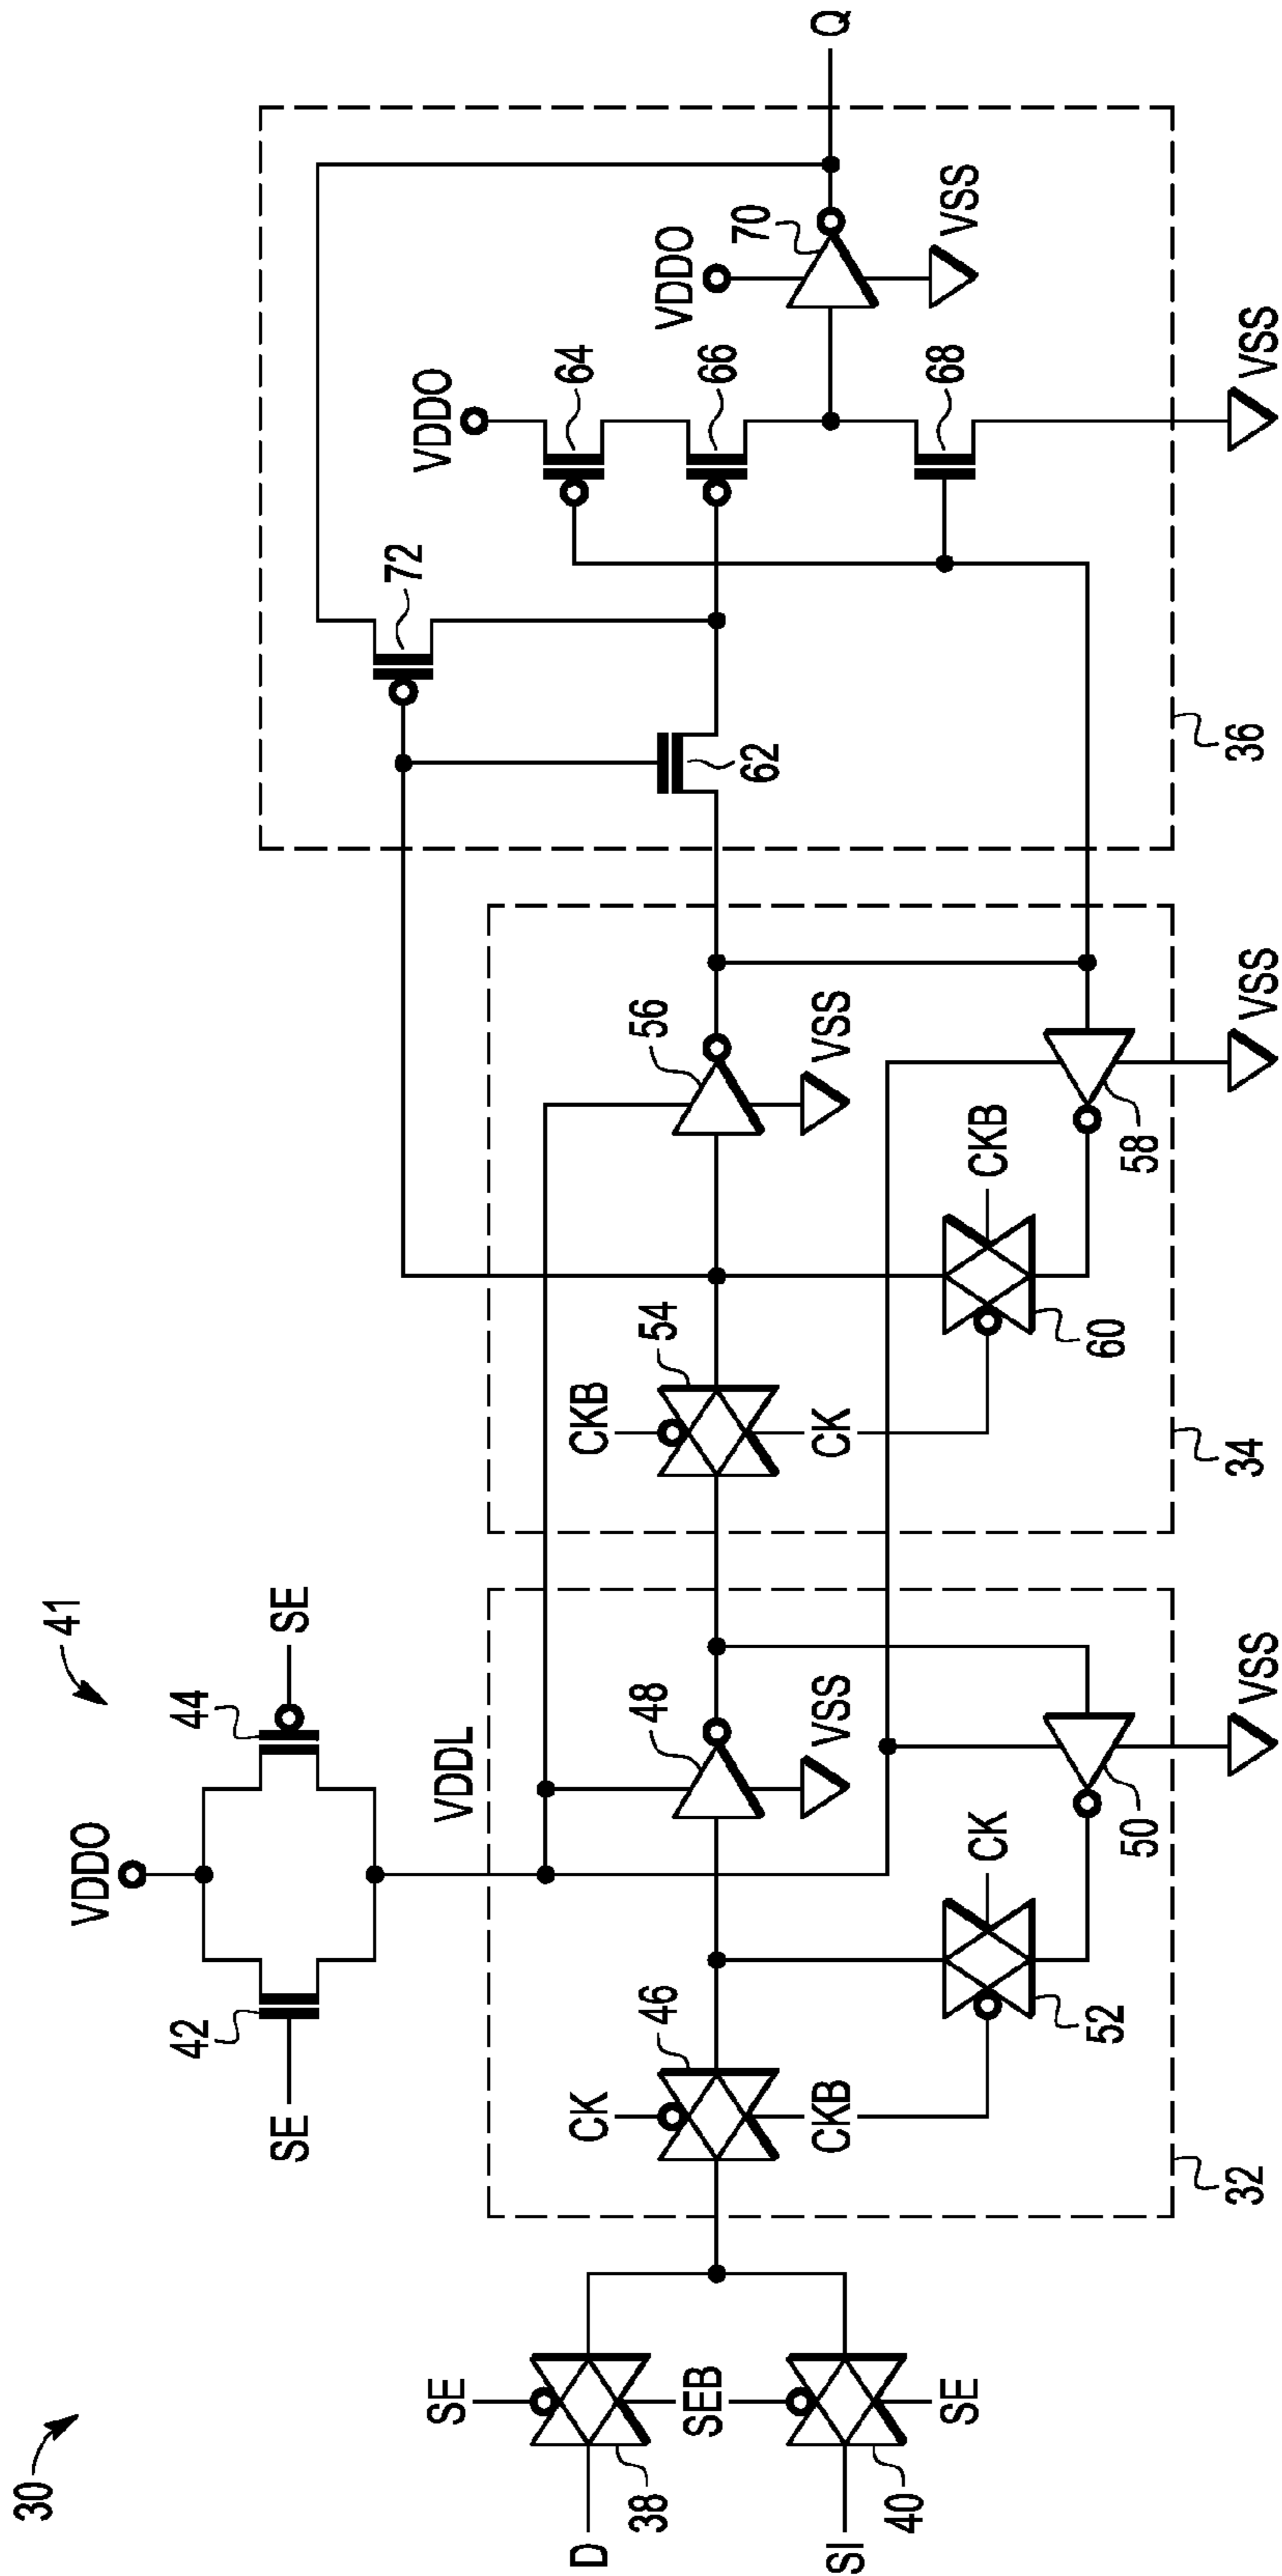 30
41
VDDO
SE
42
44
SE
VDDL
D
SE
38
SEB
SI
40
SE
CK
46
CKB
48
VSS
CK
52
50
VSS
32
CKB
54
CK
56
VSS
CKB
60
58
VSS
34
72
62
VDDO
64
66
68
VSS
VDDO
70
VSS
Q
36